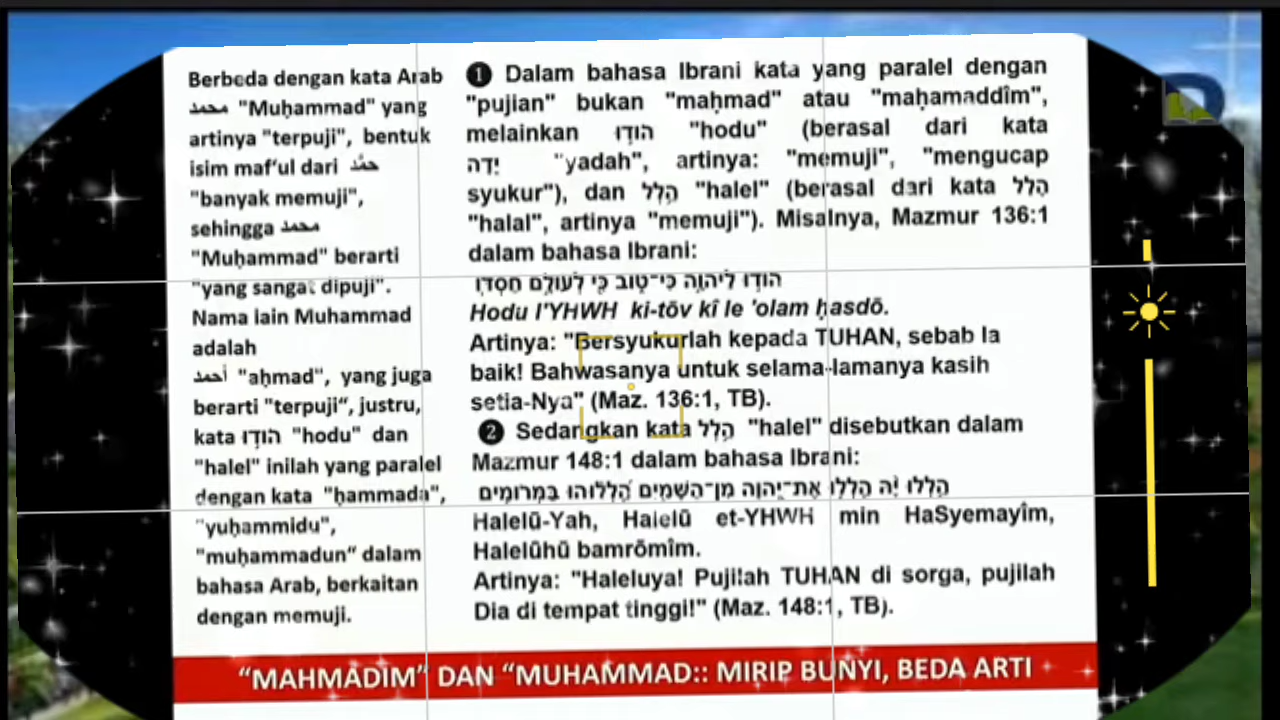 Berbeda dengan kata Arab
محمد "Muḥammad" yang
artinya "terpuji", bentuk
isim maf‘ul dari حمّد
"banyak memuji",
sehingga محمد
"Muḥammad" berarti
"yang sangat dipuji".
Nama lain Muhammad
adalah
أحمد "aḥmad", yang juga
berarti "terpuji“, justru,
kata הוֹדוּ "hodu" dan
"halel" inilah yang paralel
dengan kata "ḥammada",
"yuḥammidu",
"muḥammadun“ dalam
bahasa Arab, berkaitan
dengan memuji.
❶ Dalam bahasa Ibrani kata yang paralel dengan
"pujian" bukan "maḥmad" atau "maḥamaddîm",
melainkan הוֹדוּ "hodu" (berasal dari kata
יָדָה "yadah", artinya: "memuji", "mengucap
syukur"), dan הַלֵּל "halel" (berasal dari kata הָלַל
"halal", artinya "memuji"). Misalnya, Mazmur 136:1
dalam bahasa Ibrani:
הוֹדוּ לַיהוָה כִּי־טוֹב כִּי לְעוֹלָם חַסְדּוֹ
Hodu l'YHWH ki-tōv kî le 'olam ḥasdō.
Artinya: "Bersyukurlah kepada TUHAN, sebab Ia
baik! Bahwasanya untuk selama-lamanya kasih
setia-Nya" (Maz. 136:1, TB).
❷ Sedangkan kata הַלֵּל "halel" disebutkan dalam
Mazmur 148:1 dalam bahasa Ibrani:
הַלְלוּ יָהּ הַלְלוּ אֶת־יְהוָה מִן־הַשָּׁמַיִם הַלְלוּהוּ בַּמְּרוֹמִים
Halelū-Yah, Halelū et-YHWH min HaSyemayîm,
Halelūhū bamrōmîm.
Artinya: "Haleluya! Pujilah TUHAN di sorga, pujilah
Dia di tempat tinggi!" (Maz. 148:1, TB).
“MAHMADIM” DAN “MUHAMMAD:: MIRIP BUNYI, BEDA ARTI